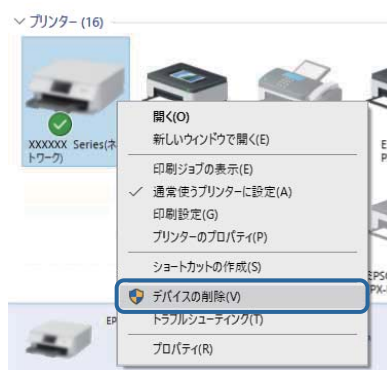 プリンター (16)
XXXXXX Series(ネ
トワーク)
開く(O)
新しいウィンドウで開く(E)
印刷ジョブの表示(E)
通常使うプリンターに設定(A)
印刷設定(G)
プリンターのプロパティ(P)
ショートカットの作成(S)
デバイスの削除(V)
トラブルシューティング(T)
プロパティ(R)
E
P
EPSO
PX-
EP